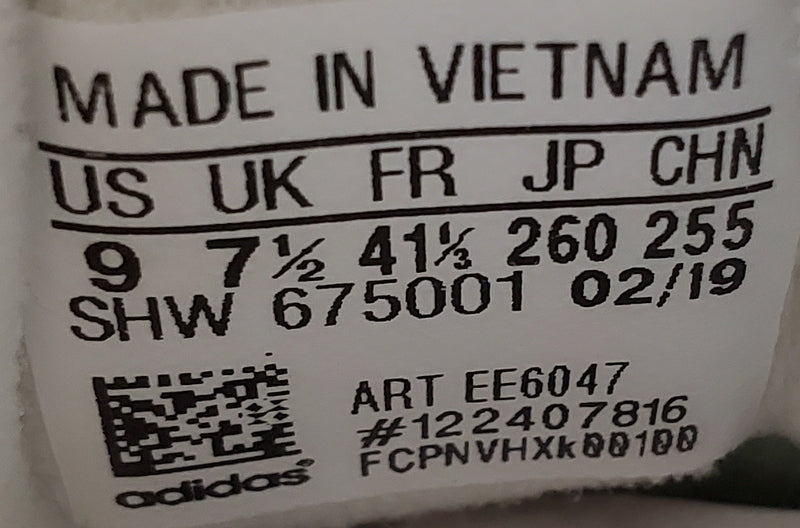 MADE IN VIETNAM
US UK FR JP CHN
9 7½ 41⅓ 260 255
SHW 675001 02/19
ART EE6047
#122407816
FCPNVHXk00100
adidas